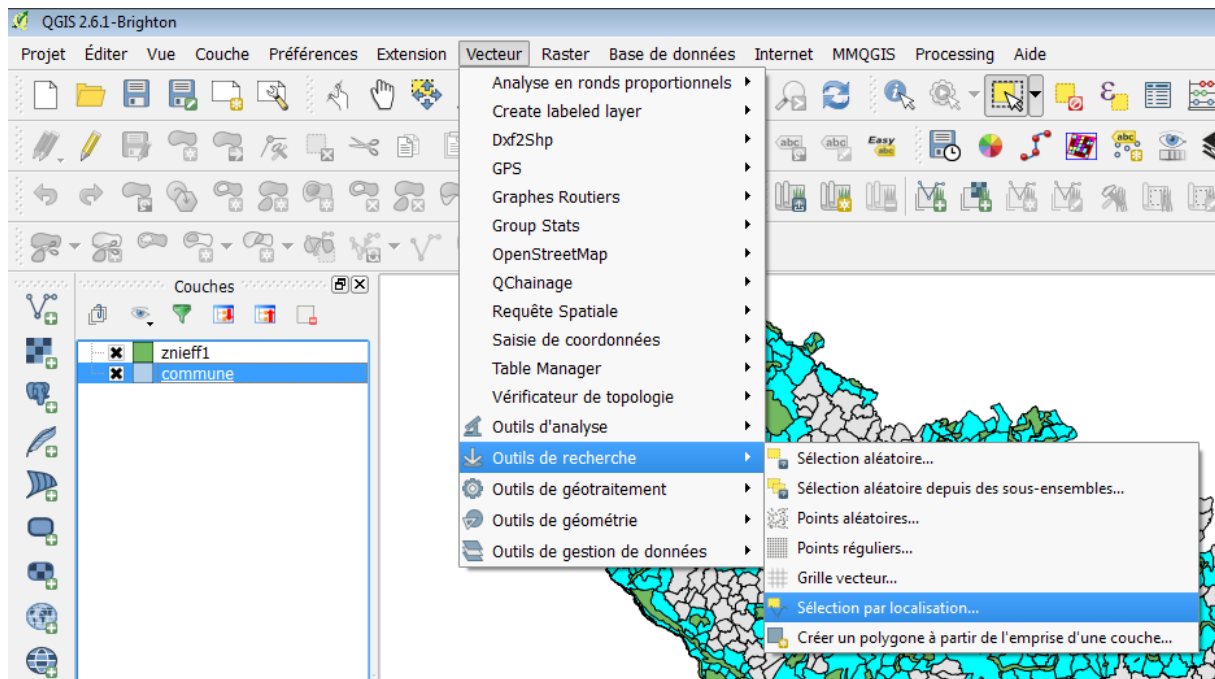 QGIS 2.6.1-Brighton
Projet Éditer Vue Couche Préférences Extension Vecteur Raster Base de données Internet MMQGIS Processing Aide
Analyse en ronds proportionnels
Create labeled layer
Dxf2Shp
GPS
Graphes Routiers
Group Stats
OpenStreetMap
QChainage
Requête Spatiale
Saisie de coordonnées
Table Manager
Vérificateur de topologie
Outils d'analyse
Outils de recherche
Outils de géotraitement
Outils de géométrie
Outils de gestion de données
abc abc Easy abc abc
Couches
znieff1
commune
Sélection aléatoire...
Sélection aléatoire depuis des sous-ensembles...
Points aléatoires...
Points réguliers...
Grille vecteur...
Sélection par localisation...
Créer un polygone à partir de l'emprise d'une couche...